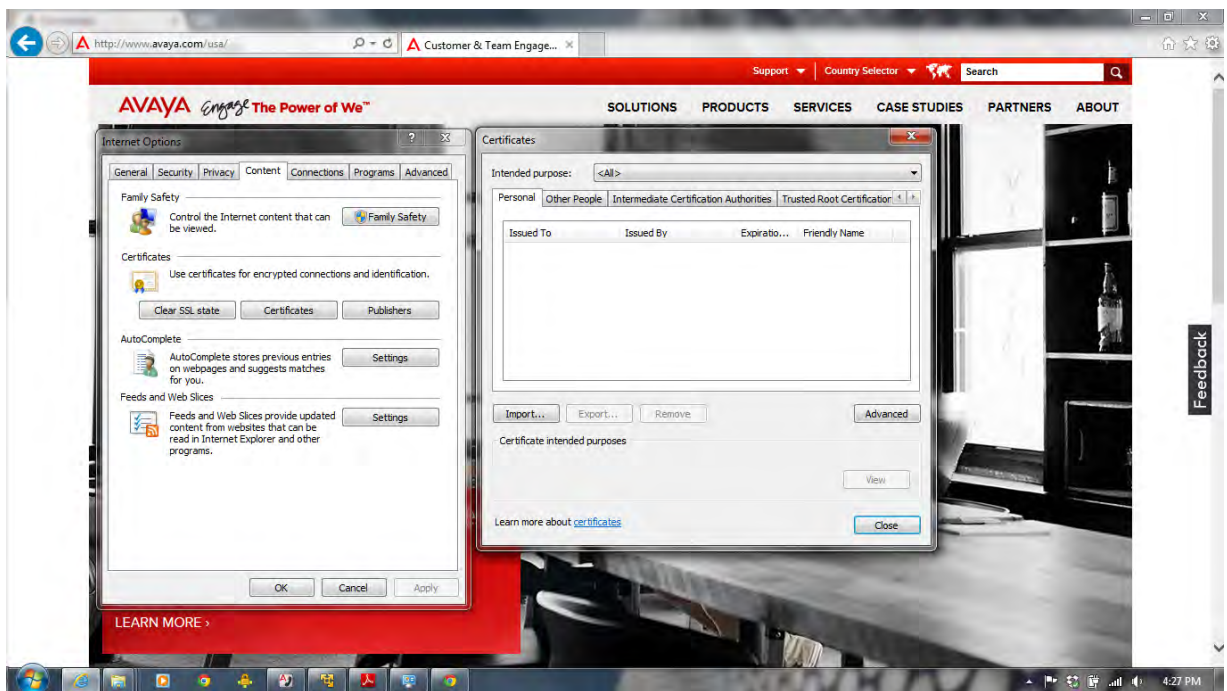 http://www.avaya.com/usa/
Customer & Team Engage...
Support
Country Selector
Search
AVAYA Engage The Power of We™
SOLUTIONS PRODUCTS SERVICES CASE STUDIES PARTNERS ABOUT
Internet Options
General Security Privacy Content Connections Programs Advanced
Family Safety
Control the Internet content that can
be viewed.
Family Safety
Certificates
Use certificates for encrypted connections and identification.
Clear SSL state Certificates Publishers
AutoComplete
AutoComplete stores previous entries
on webpages and suggests matches
for you.
Settings
Feeds and Web Slices
Feeds and Web Slices provide updated
content from websites that can be
read in Internet Explorer and other
programs.
Settings
OK Cancel Apply
Certificates
Intended purpose: <All>
Personal Other People Intermediate Certification Authorities Trusted Root Certification
Issued To Issued By Expiratio... Friendly Name
Import... Export... Remove Advanced
Certificate intended purposes
View
Learn more about certificates
Close
Feedback
LEARN MORE ›
4:27 PM